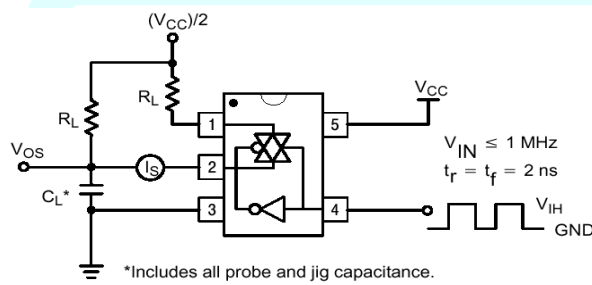 (VCC)/2
RL
RL
1
5
VCC
VOS
IS
2
VIN ≤ 1 MHz
tr = tf = 2 ns
CL*
3
4
VIH
GND
*Includes all probe and jig capacitance.